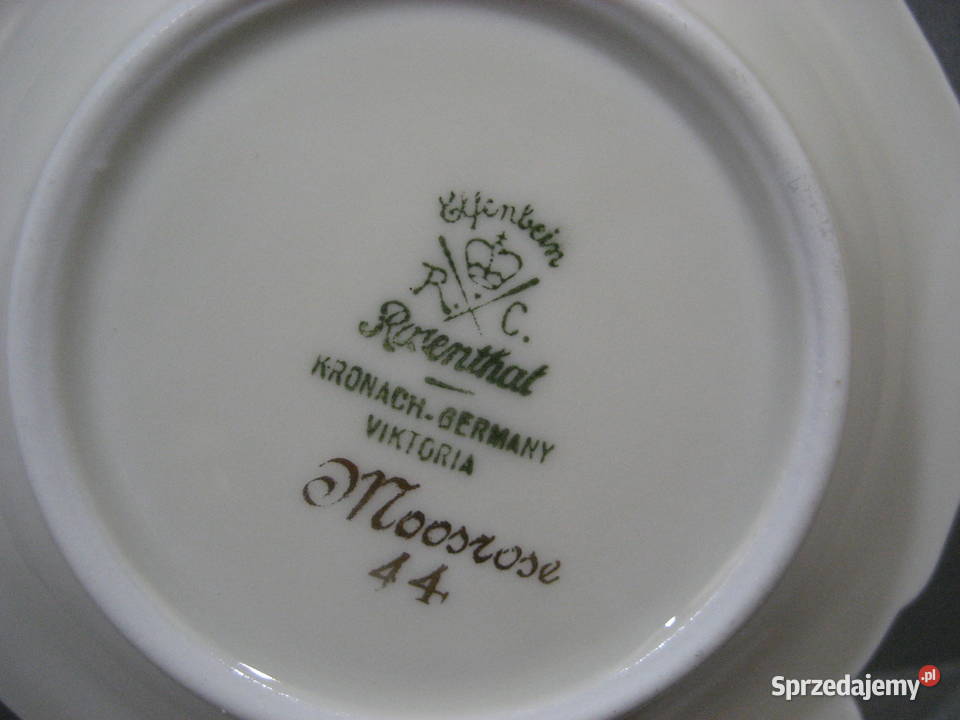 Elfenbein
R. C.
Rosenthal
KRONACH-GERMANY
VIKTORIA
Moosrose
44
Sprzedajemy.pl